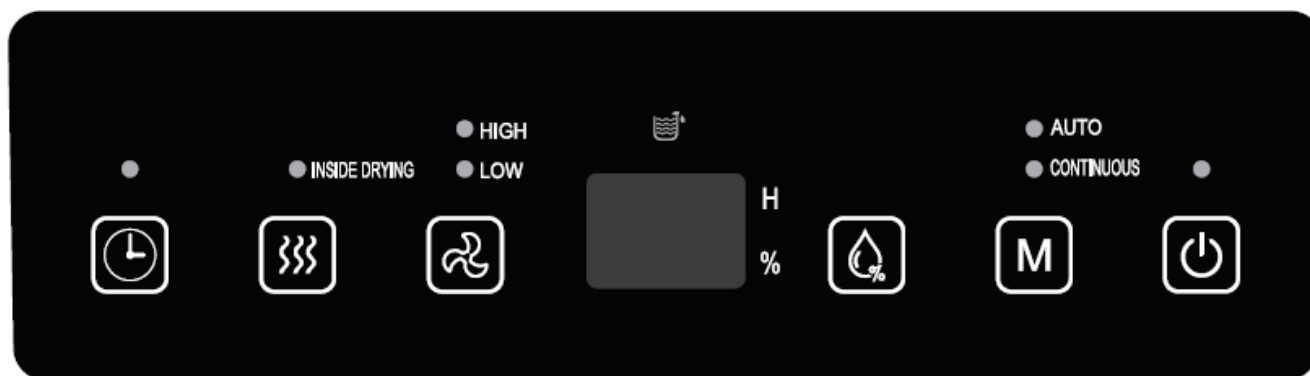 HIGH
AUTO
INSIDE DRYING
LOW
CONTINUOUS
H
%
%
M